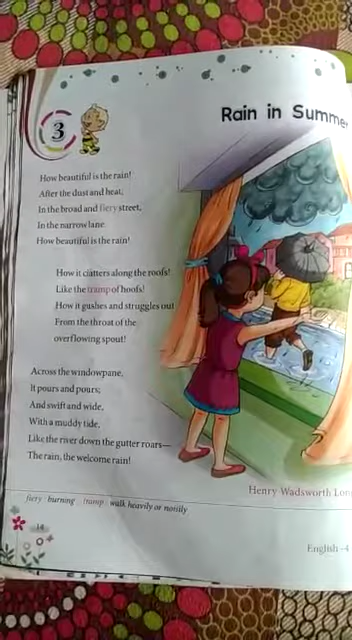 3
Rain in Summer
How beautiful is the rain!
After the dust and heat,
In the broad and fiery street,
In the narrow lane
How beautiful is the rain!
How it clatters along the roofs!
Like the tramp of hoofs!
How it gushes and struggles out
From the throat of the
overflowing spout!
Across the windowpane,
It pours and pours;
And swift and wide,
With a muddy tide,
Like the river down the gutter roars—
The rain, the welcome rain!
Henry Wadsworth Lon
fiery : burning tramp : walk heavily or noisily
14
English -4